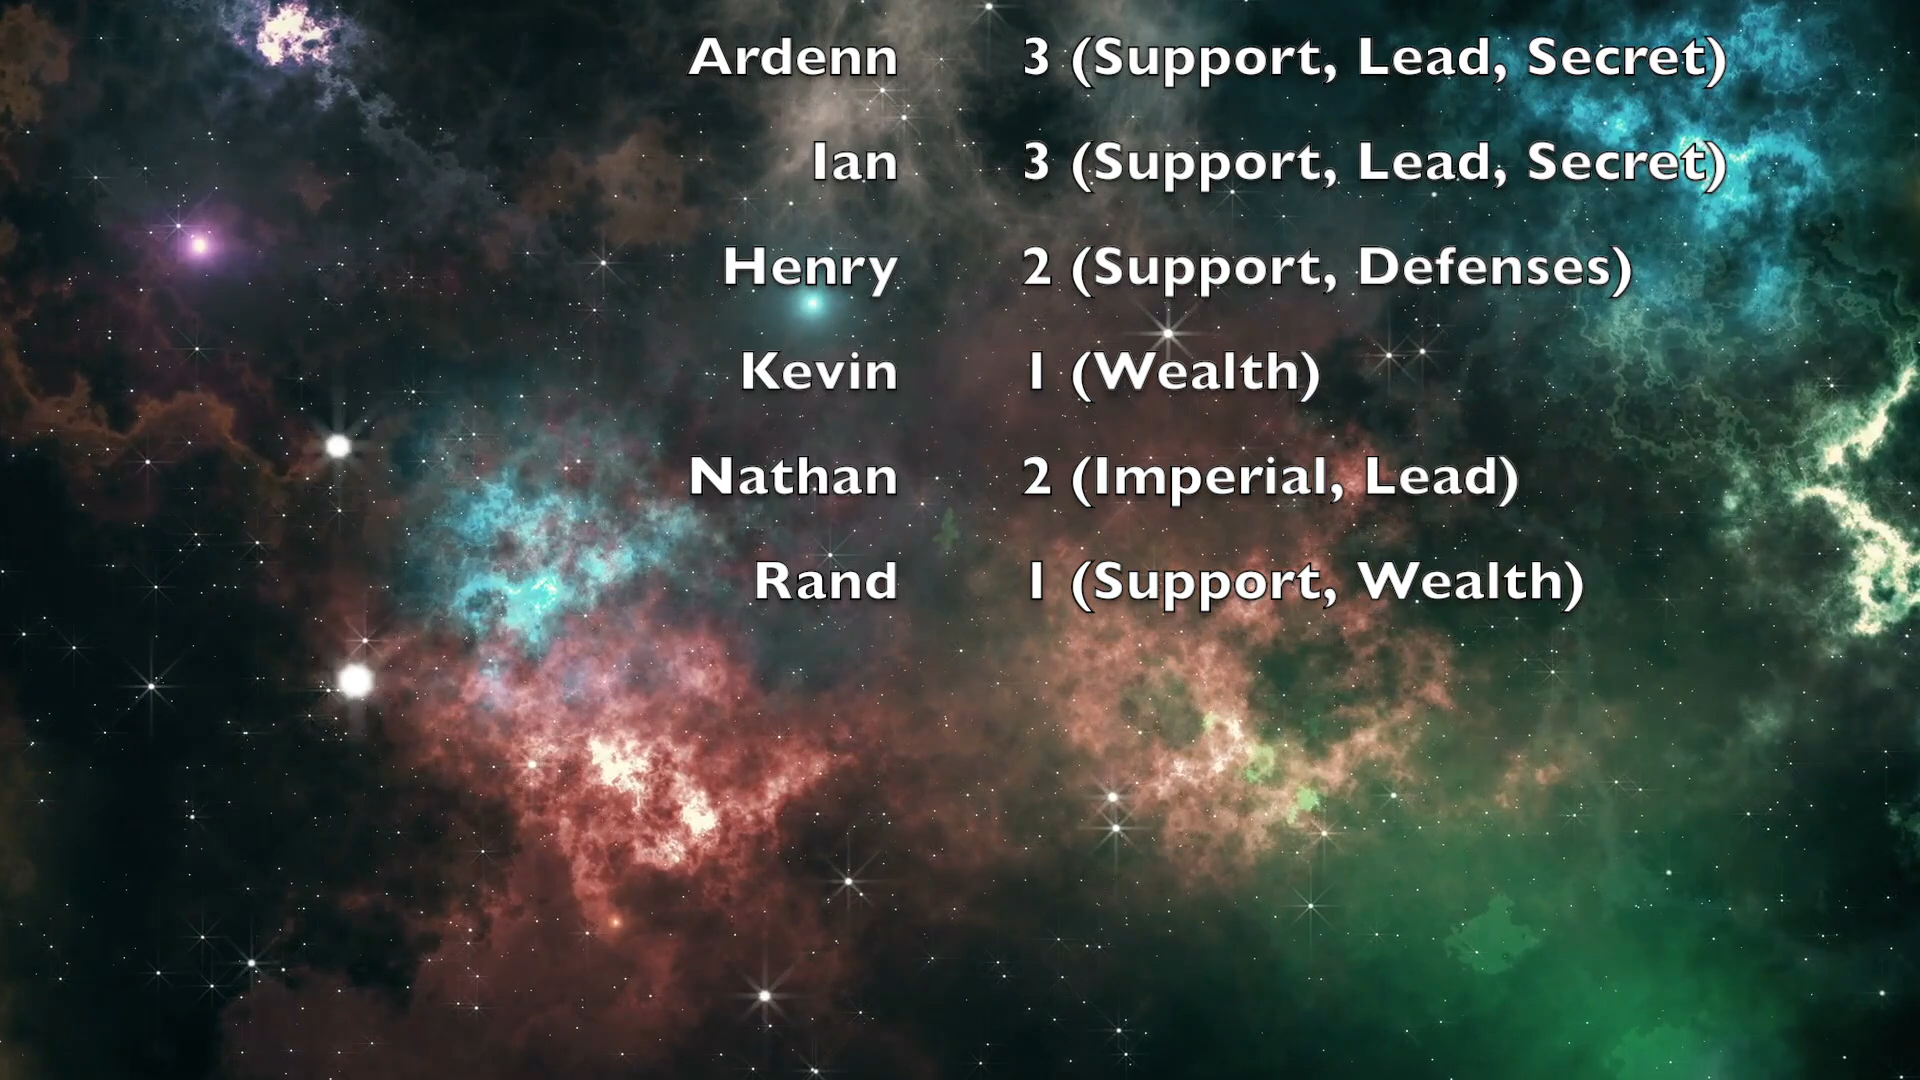 Ardenn 3 (Support, Lead, Secret)
Ian 3 (Support, Lead, Secret)
Henry 2 (Support, Defenses)
Kevin 1 (Wealth)
Nathan 2 (Imperial, Lead)
Rand 1 (Support, Wealth)